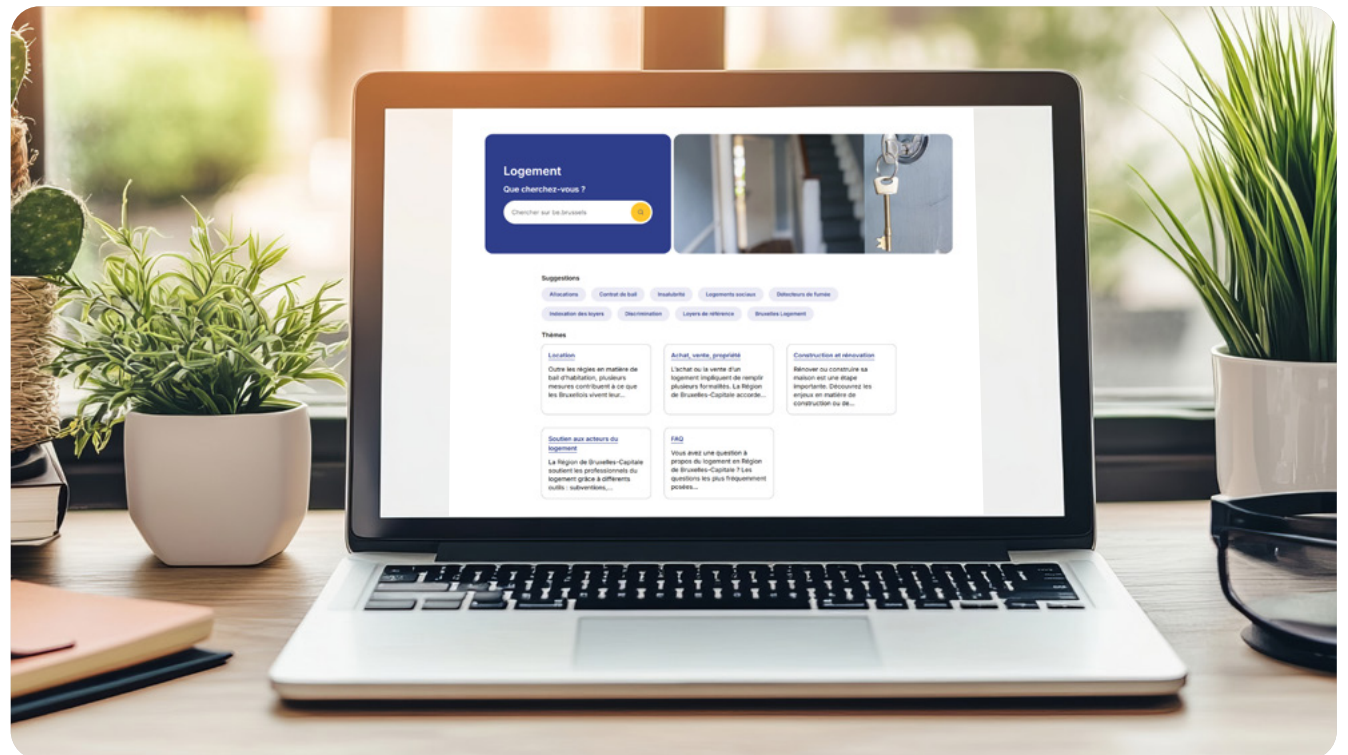 Logement
Que cherchez-vous ?
Chercher sur be.brussels
Suggestions
Allocations
Contrat de bail
Insalubrité
Logements sociaux
Détecteurs de fumée
Indexation des loyers
Discrimination
Loyers de référence
Bruxelles Logement
Thèmes
Location
Outre les règles en matière de
bail d'habitation, plusieurs
mesures contribuent à ce que
les Bruxellois vivent leur...
Achat, vente, propriété
L'achat ou la vente d'un
logement impliquent de remplir
plusieurs formalités. La Région
de Bruxelles-Capitale accorde...
Construction et rénovation
Rénover ou construire sa
maison est une étape
importante. Découvrez les
enjeux en matière de
construction ou de...
Soutien aux acteurs du
logement
La Région de Bruxelles-Capitale
soutient les professionnels du
logement grâce à différents
outils : subventions,...
FAQ
Vous avez une question à
propos du logement en Région
de Bruxelles-Capitale ? Les
questions les plus fréquemment
posées...